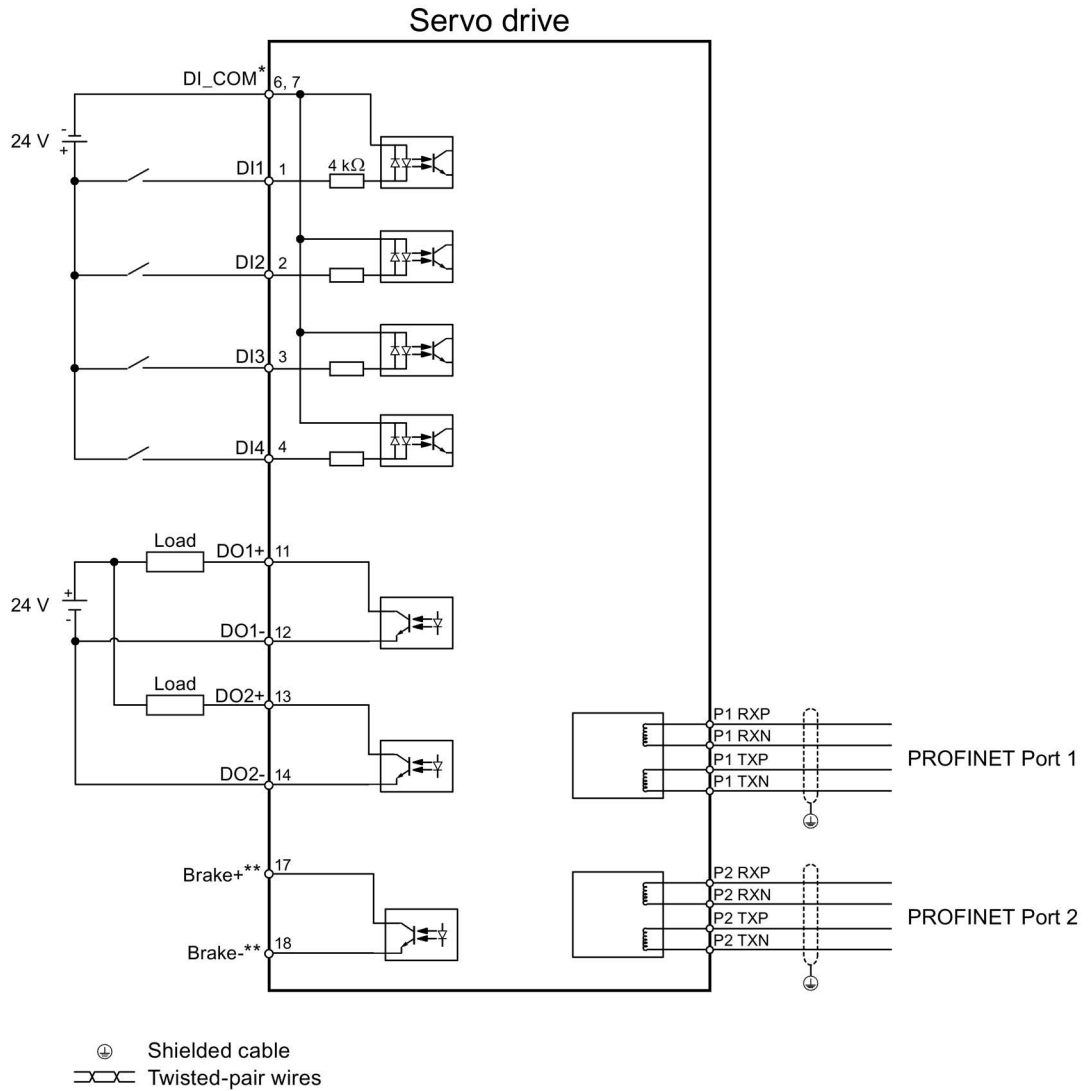 Servo drive
DI_COM* 6, 7
24 V - +
DI1 1 4 kΩ
DI2 2
DI3 3
DI4 4
Load DO1+ 11
24 V + -
DO1- 12
Load DO2+ 13
DO2- 14
Brake+** 17
Brake-** 18
P1 RXP
P1 RXN
P1 TXP
P1 TXN
PROFINET Port 1
P2 RXP
P2 RXN
P2 TXP
P2 TXN
PROFINET Port 2
Shielded cable
Twisted-pair wires